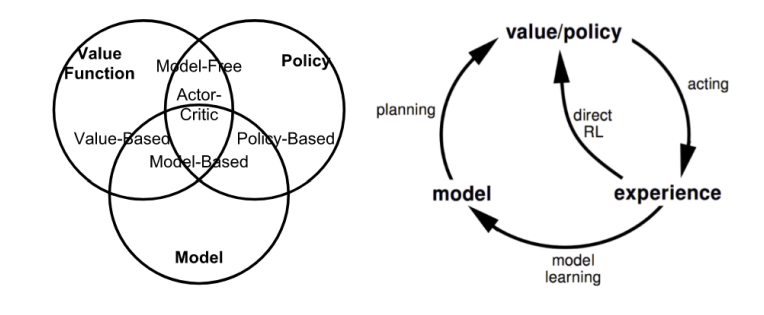 Value
Function
Model-Free
Policy
Actor-
Critic
Value-Based
Policy-Based
Model-Based
Model
value/policy
planning
acting
direct
RL
model
experience
model
learning